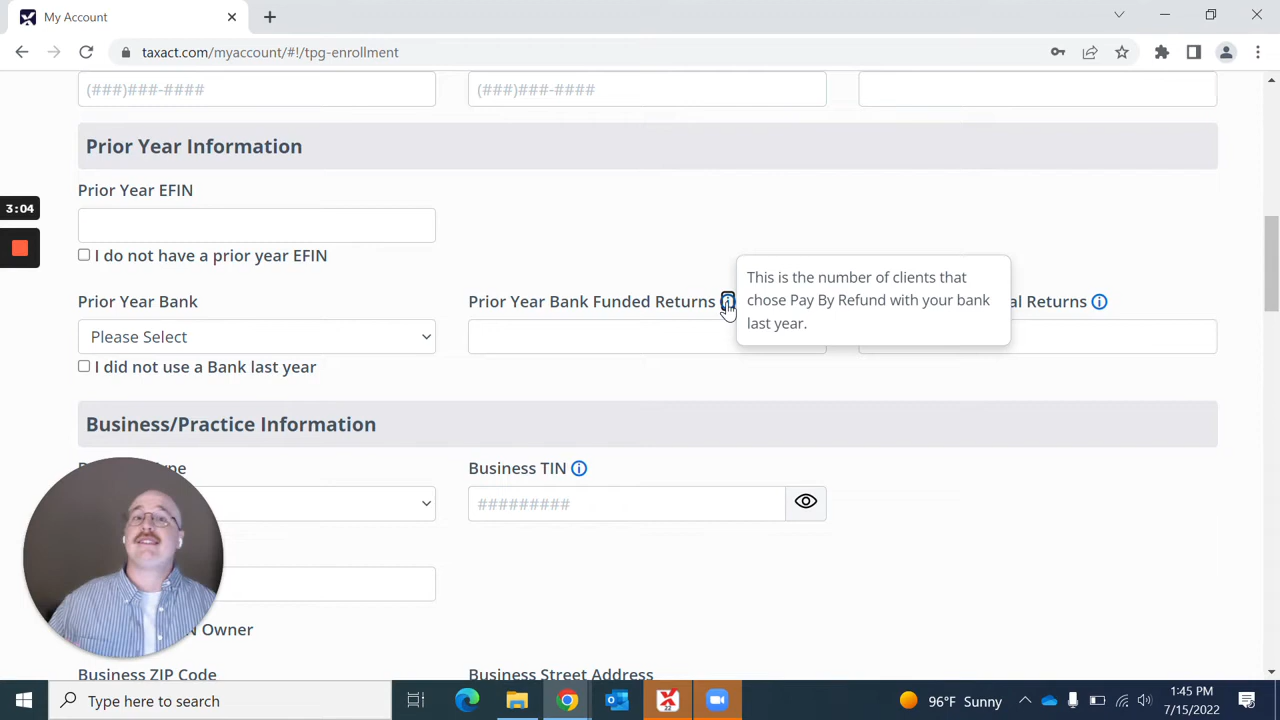 My Account
taxact.com/myaccount/#!/tpg-enrollment
(###)###-####
(###)###-####
Prior Year Information
3:04
Prior Year EFIN
I do not have a prior year EFIN
This is the number of clients that
chose Pay By Refund with your bank
last year.
Prior Year Bank
Prior Year Bank Funded Returns
Returns
Please Select
I did not use a Bank last year
Business/Practice Information
Business TIN
#########
Owner
Business ZIP Code
Business Street Address
Type here to search
22
96°F Sunny
1:45 PM
7/15/2022